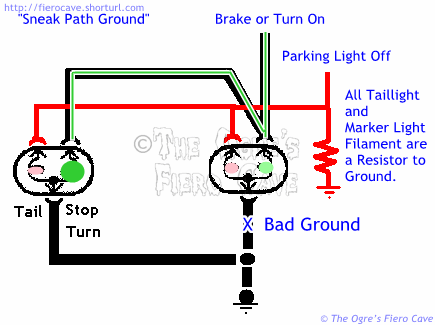 http://fierocave.shorturl.com
"Sneak Path Ground"
Brake or Turn On
Parking Light Off
All Taillight
and
Marker Light
Filament are
a Resistor to
Ground.
©The Ogre's
Fiero Cave
Tail
Stop
Turn
X Bad Ground
© The Ogre's Fiero Cave